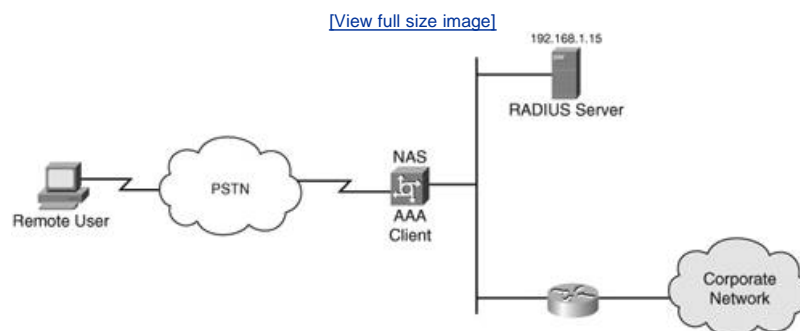 [View full size image]
192.168.1.15
RADIUS Server
NAS
PSTN
AAA
Client
Remote User
Corporate
Network